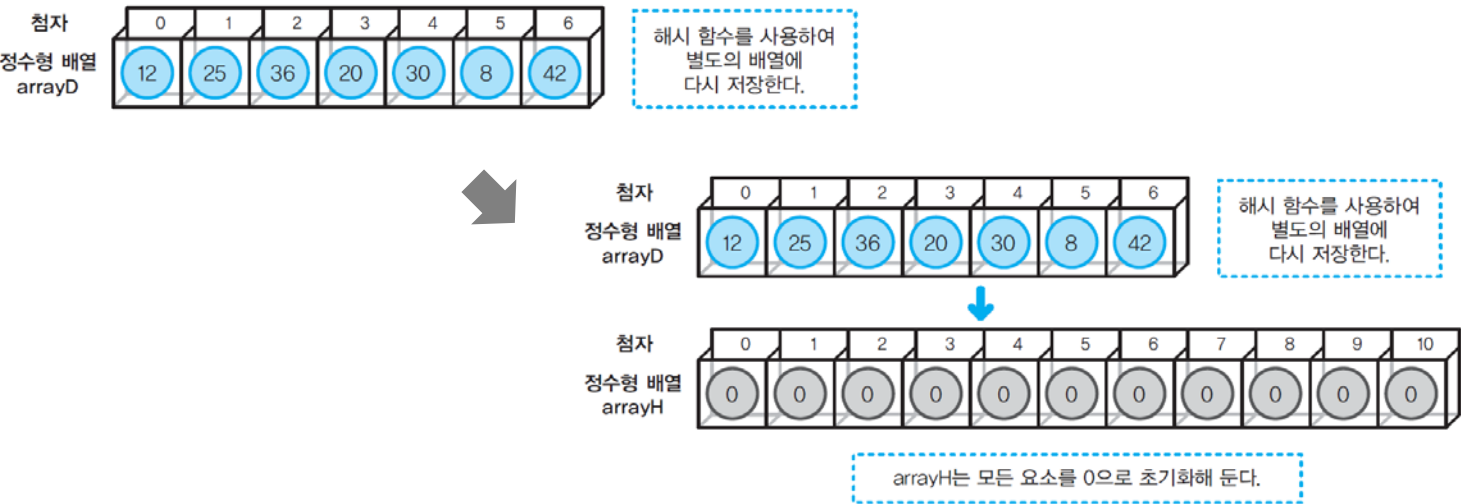 첨자 0 1 2 3 4 5 6
정수형 배열
arrayD
12 25 36 20 30 8 42
해시 함수를 사용하여
별도의 배열에
다시 저장한다.
첨자 0 1 2 3 4 5 6
정수형 배열
arrayD
12 25 36 20 30 8 42
해시 함수를 사용하여
별도의 배열에
다시 저장한다.
첨자 0 1 2 3 4 5 6 7 8 9 10
정수형 배열
arrayH
0 0 0 0 0 0 0 0 0 0 0
arrayH는 모든 요소를 0으로 초기화해 둔다.